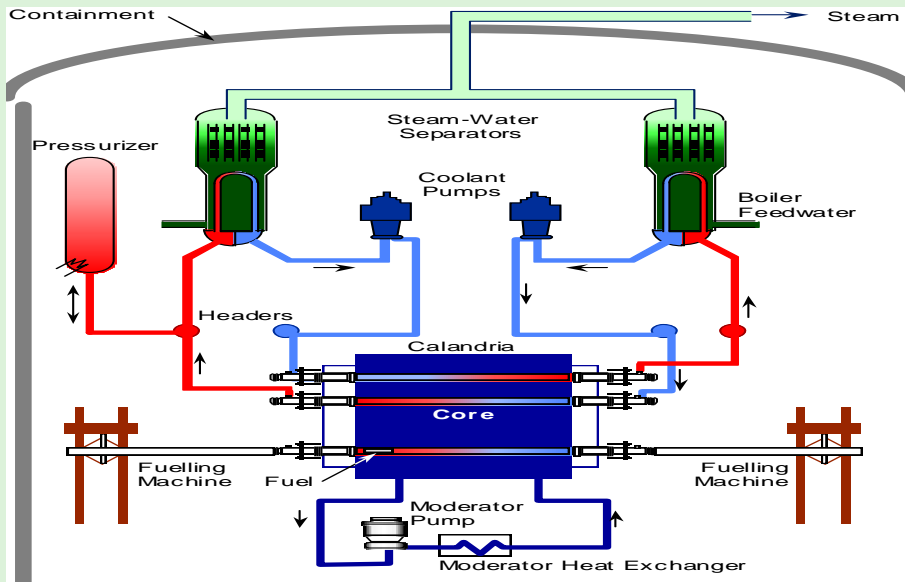 Containment
Steam
Steam-Water
Separators
Pressurizer
Coolant
Pumps
Boiler
Feedwater
Headers
Calandria
Core
Fuelling
Machine
Fuel
Fuelling
Machine
Moderator
Pump
Moderator Heat Exchanger